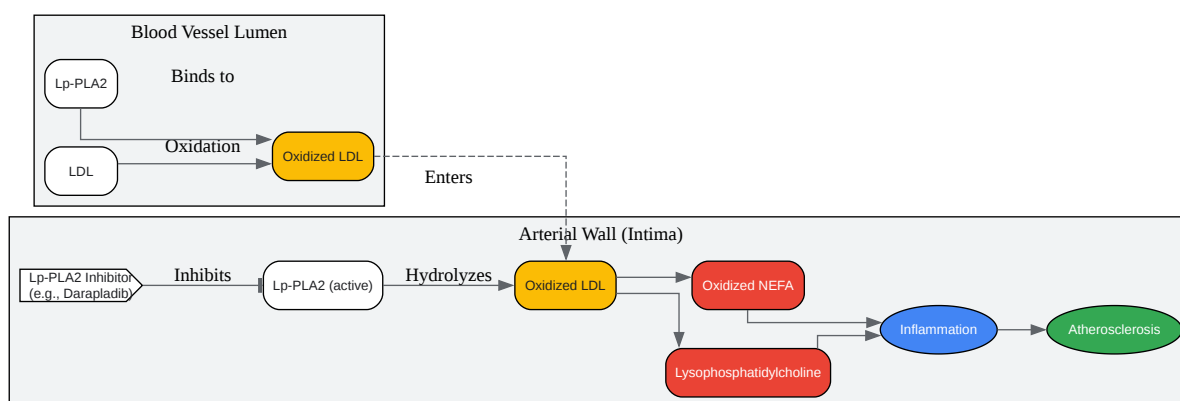 Blood Vessel Lumen
Lp-PLA2
Binds to
Oxidation
LDL
Oxidized LDL
Enters
Arterial Wall (Intima)
Lp-PLA2 Inhibitor
(e.g., Darapladib)
Inhibits
Lp-PLA2 (active)
Hydrolyzes
Oxidized LDL
Oxidized NEFA
Lysophosphatidylcholine
Inflammation
Atherosclerosis